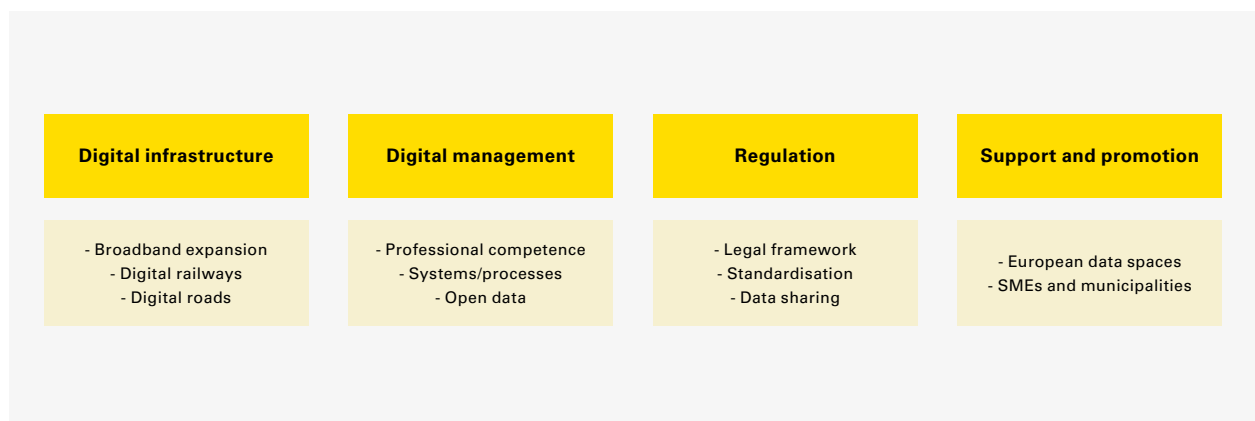 Digital infrastructure
- Broadband expansion
- Digital railways
- Digital roads
Digital management
- Professional competence
- Systems/processes
- Open data
Regulation
- Legal framework
- Standardisation
- Data sharing
Support and promotion
- European data spaces
- SMEs and municipalities